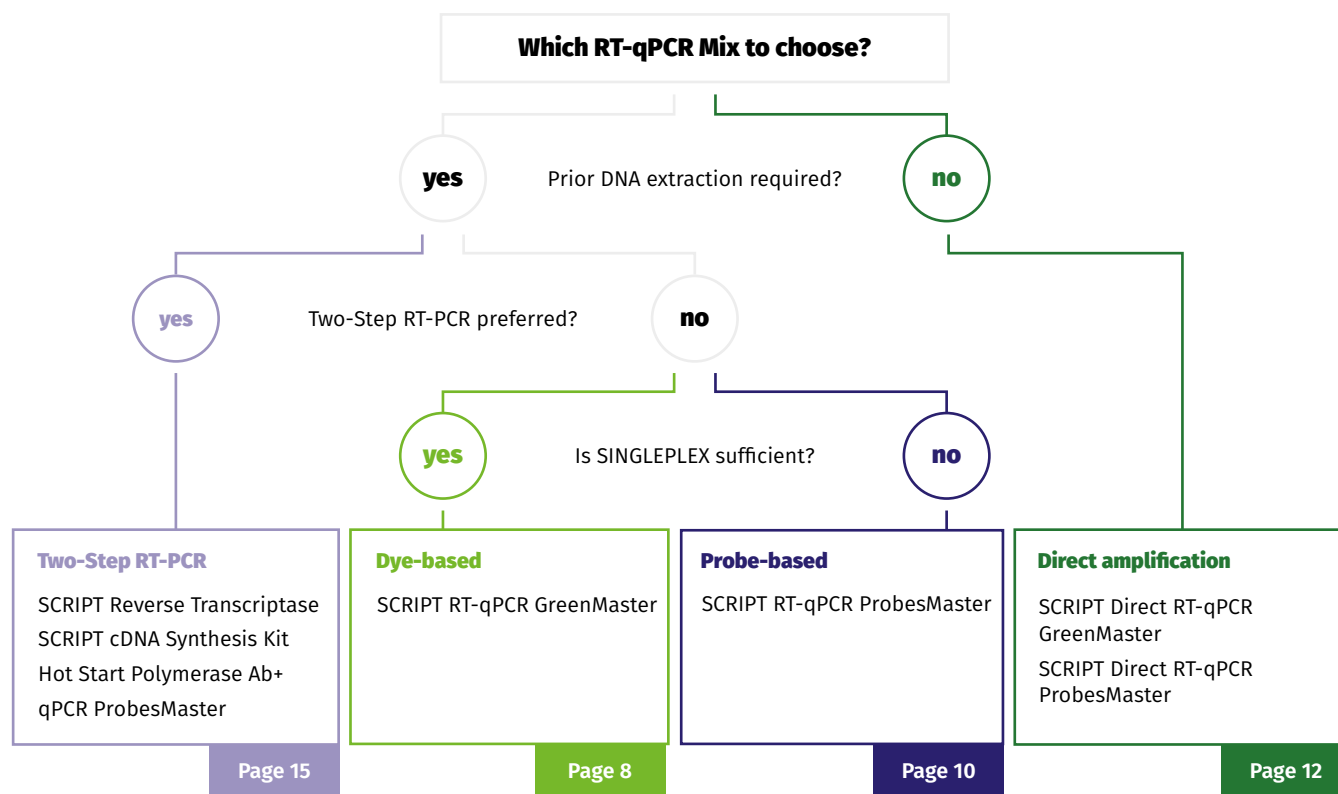 Which RT-qPCR Mix to choose?
yes
Prior DNA extraction required?
no
yes
Two-Step RT-PCR preferred?
no
yes
Is SINGLEPLEX sufficient?
no
Two-Step RT-PCR
SCRIPT Reverse Transcriptase
SCRIPT cDNA Synthesis Kit
Hot Start Polymerase Ab+
qPCR ProbesMaster
Page 15
Dye-based
SCRIPT RT-qPCR GreenMaster
Page 8
Probe-based
SCRIPT RT-qPCR ProbesMaster
Page 10
Direct amplification
SCRIPT Direct RT-qPCR
GreenMaster
SCRIPT Direct RT-qPCR
ProbesMaster
Page 12